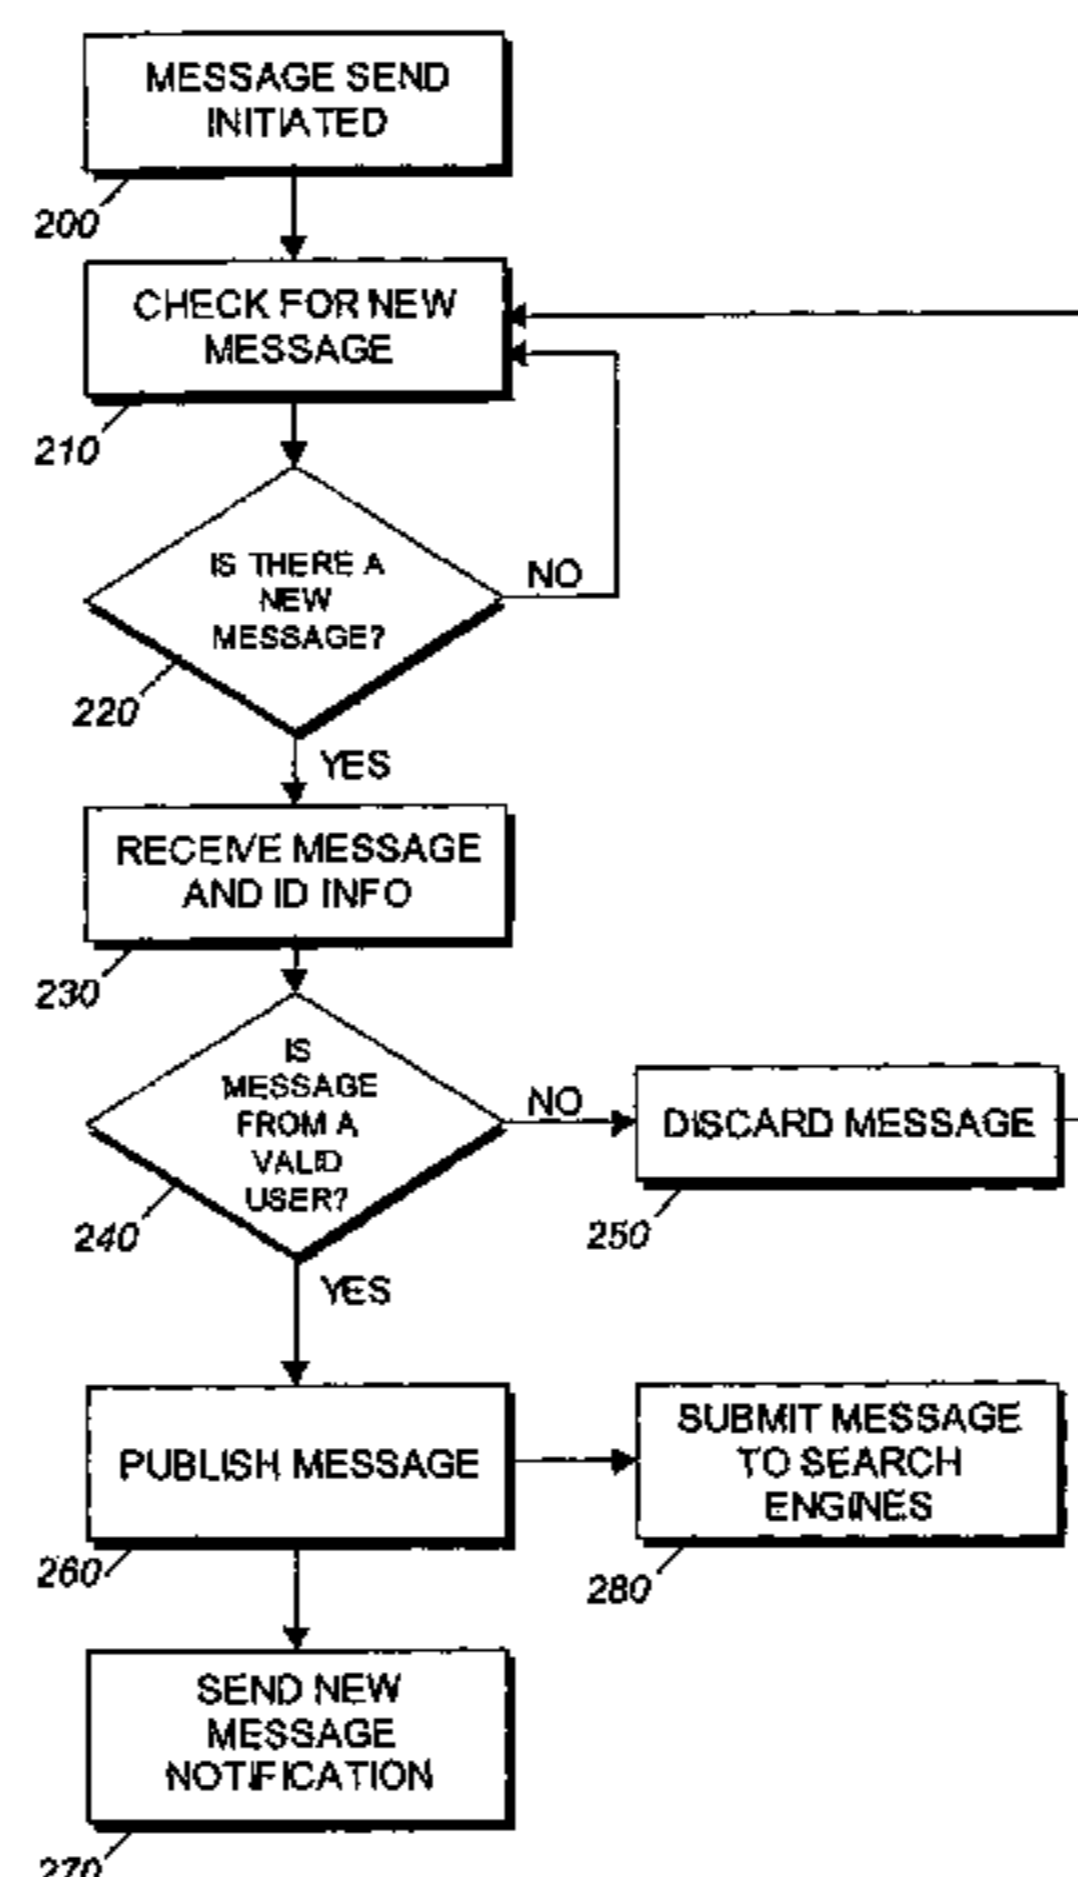 MESSAGE SEND
INITIATED
200
CHECK FOR NEW
MESSAGE
210
IS THERE A
NEW
MESSAGE?
NO
220
YES
RECEIVE MESSAGE
AND ID INFO
230
IS
MESSAGE
FROM A
VALID
USER?
NO
DISCARD MESSAGE
240
250
YES
PUBLISH MESSAGE
SUBMIT MESSAGE
TO SEARCH
ENGINES
260
280
SEND NEW
MESSAGE
NOTIFICATION
270